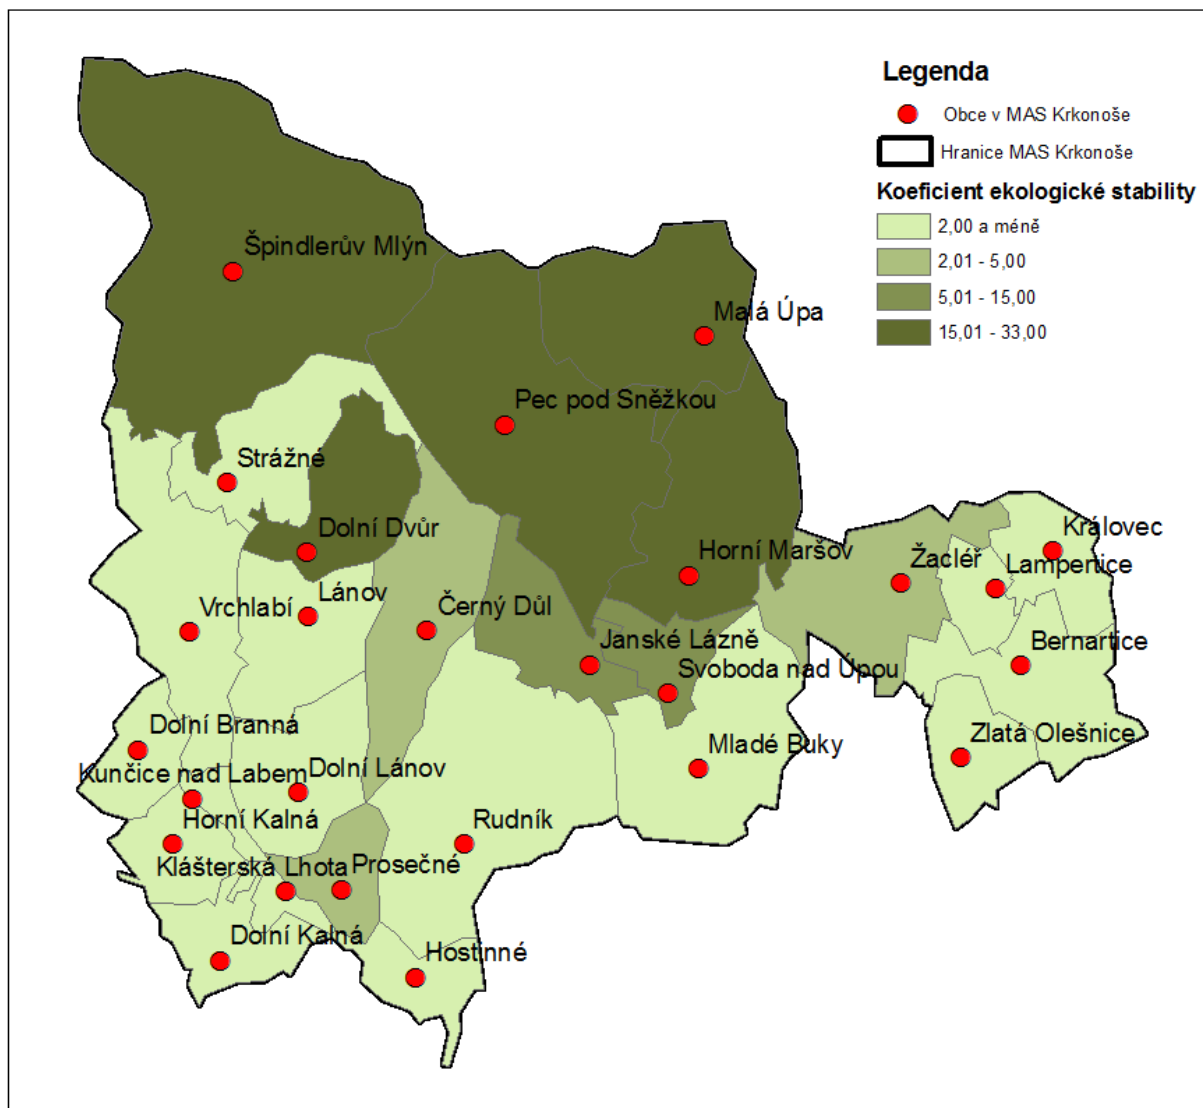 Legenda
Obce v MAS Krkonoše
Hranice MAS Krkonoše
Koeficient ekologické stability
2,00 a méně
2,01 - 5,00
5,01 - 15,00
15,01 - 33,00
Špindlerův Mlýn
Malá Úpa
Pec pod Sněžkou
Strážné
Dolní Dvůr
Horní Maršov
Královec
Žacléř
Lampertice
Lánov
Vrchlabí
Černý Důl
Janské Lázně
Bernartice
Svoboda nad Úpou
Dolní Branná
Zlatá Olešnice
Mladé Buky
Kunčice nad Labem
Dolní Lánov
Horní Kalná
Rudník
Klášterská Lhota
Prosečné
Dolní Kalná
Hostinné